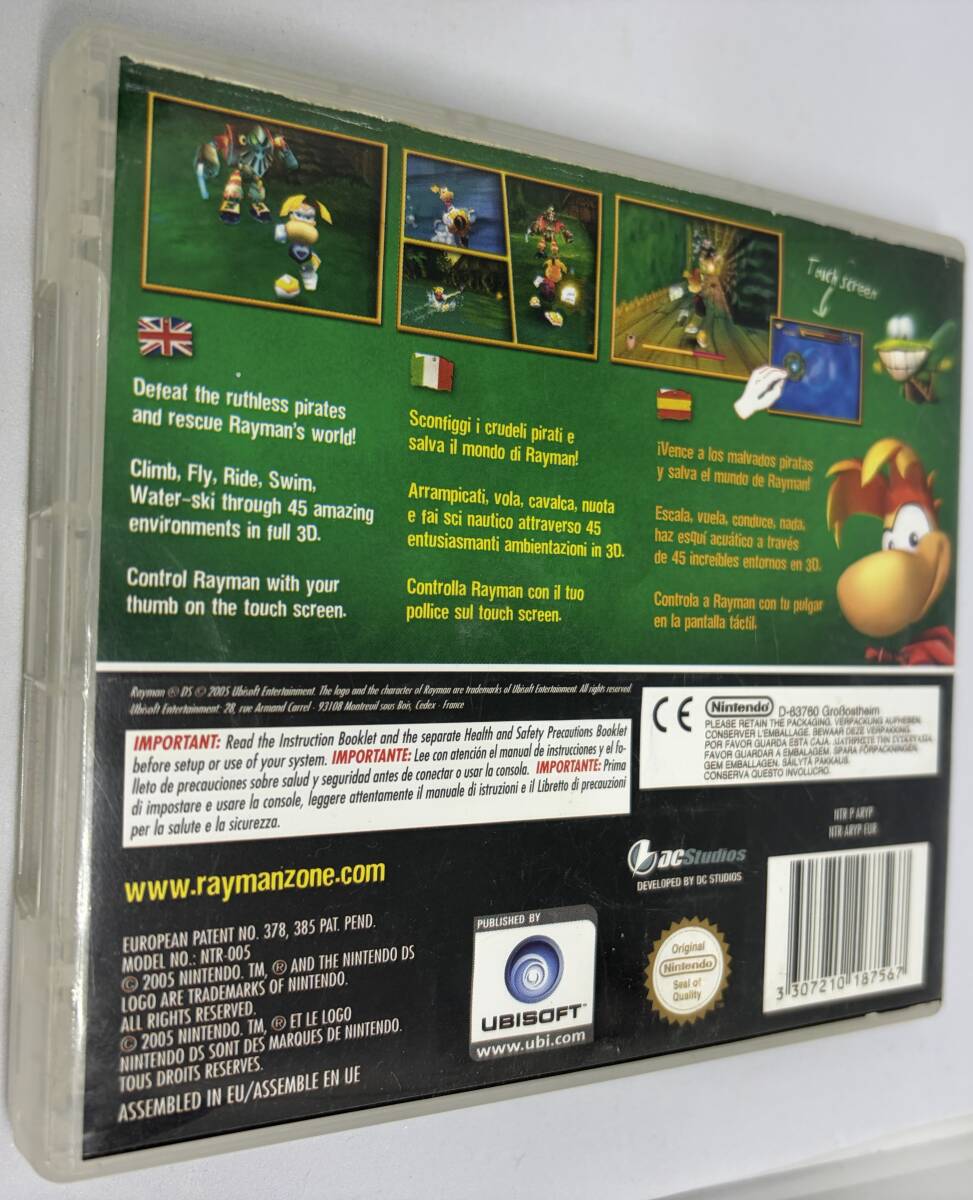 Touch screen
Defeat the ruthless pirates
and rescue Rayman's world!
Climb, Fly, Ride, Swim,
Water-ski through 45 amazing
environments in full 3D.
Control Rayman with your
thumb on the touch screen.
Sconfiggi i crudeli pirati e
salva il mondo di Rayman!
Arrampicati, vola, cavalca, nuota
e fai sci nautico attraverso 45
entusiasmanti ambientazioni in 3D.
Controlla Rayman con il tuo
pollice sul touch screen.
¡Vence a los malvados piratas
y salva el mundo de Rayman!
Escala, vuela, conduce, nada,
haz esquí acuático a través
de 45 increíbles entornos en 3D.
Controla a Rayman con tu pulgar
en la pantalla táctil.
Rayman ® DS © 2005 Ubisoft Entertainment. The logo and the character of Rayman are trademarks of Ubisoft Entertainment. All rights reserved.
Ubisoft Entertainment- 28, rue Armand Carrel - 93108 Montreuil sous Bois, Cedex - France
IMPORTANT: Read the Instruction Booklet and the separate Health and Safety Precautions Booklet
before setup or use of your system. IMPORTANTE: Lee con atención el manual de instrucciones y el fo-
lleto de precauciones sobre salud y seguridad antes de conectar o usar la consola. IMPORTANTE: Prima
di impostare e usare la console, leggere attentamente il manuale di istruzioni e il Libretto di precauzioni
per la salute e la sicurezza.
CE Nintendo D-63760 Großostheim
PLEASE RETAIN THE PACKAGING. VERPACKUNG AUFHEBEN.
CONSERVER L'EMBALLAGE. BEWAAR DEZE VERPAKKING.
POR FAVOR GUARDA ESTA CAJA.
FAVOR GUARDAR A EMBALAGEM. SPARA FÖRPACKNINGEN.
GEM EMBALLAGEN. SÄILYTÄ PAKKAUS.
CONSERVA QUESTO INVOLUCRO.
NTR P ARYP
NTR-ARYP-EUR
www.raymanzone.com
DC Studios
DEVELOPED BY DC STUDIOS
EUROPEAN PATENT NO. 378, 385 PAT. PEND.
MODEL NO.: NTR-005
© 2005 NINTENDO. TM, ® AND THE NINTENDO DS
LOGO ARE TRADEMARKS OF NINTENDO.
ALL RIGHTS RESERVED.
© 2005 NINTENDO. TM, ® ET LE LOGO
NINTENDO DS SONT DES MARQUES DE NINTENDO.
TOUS DROITS RESERVES.
ASSEMBLED IN EU/ASSEMBLE EN UE
PUBLISHED BY
UBISOFT™
www.ubi.com
Original
Nintendo
Seal of
Quality
3 307210 187567